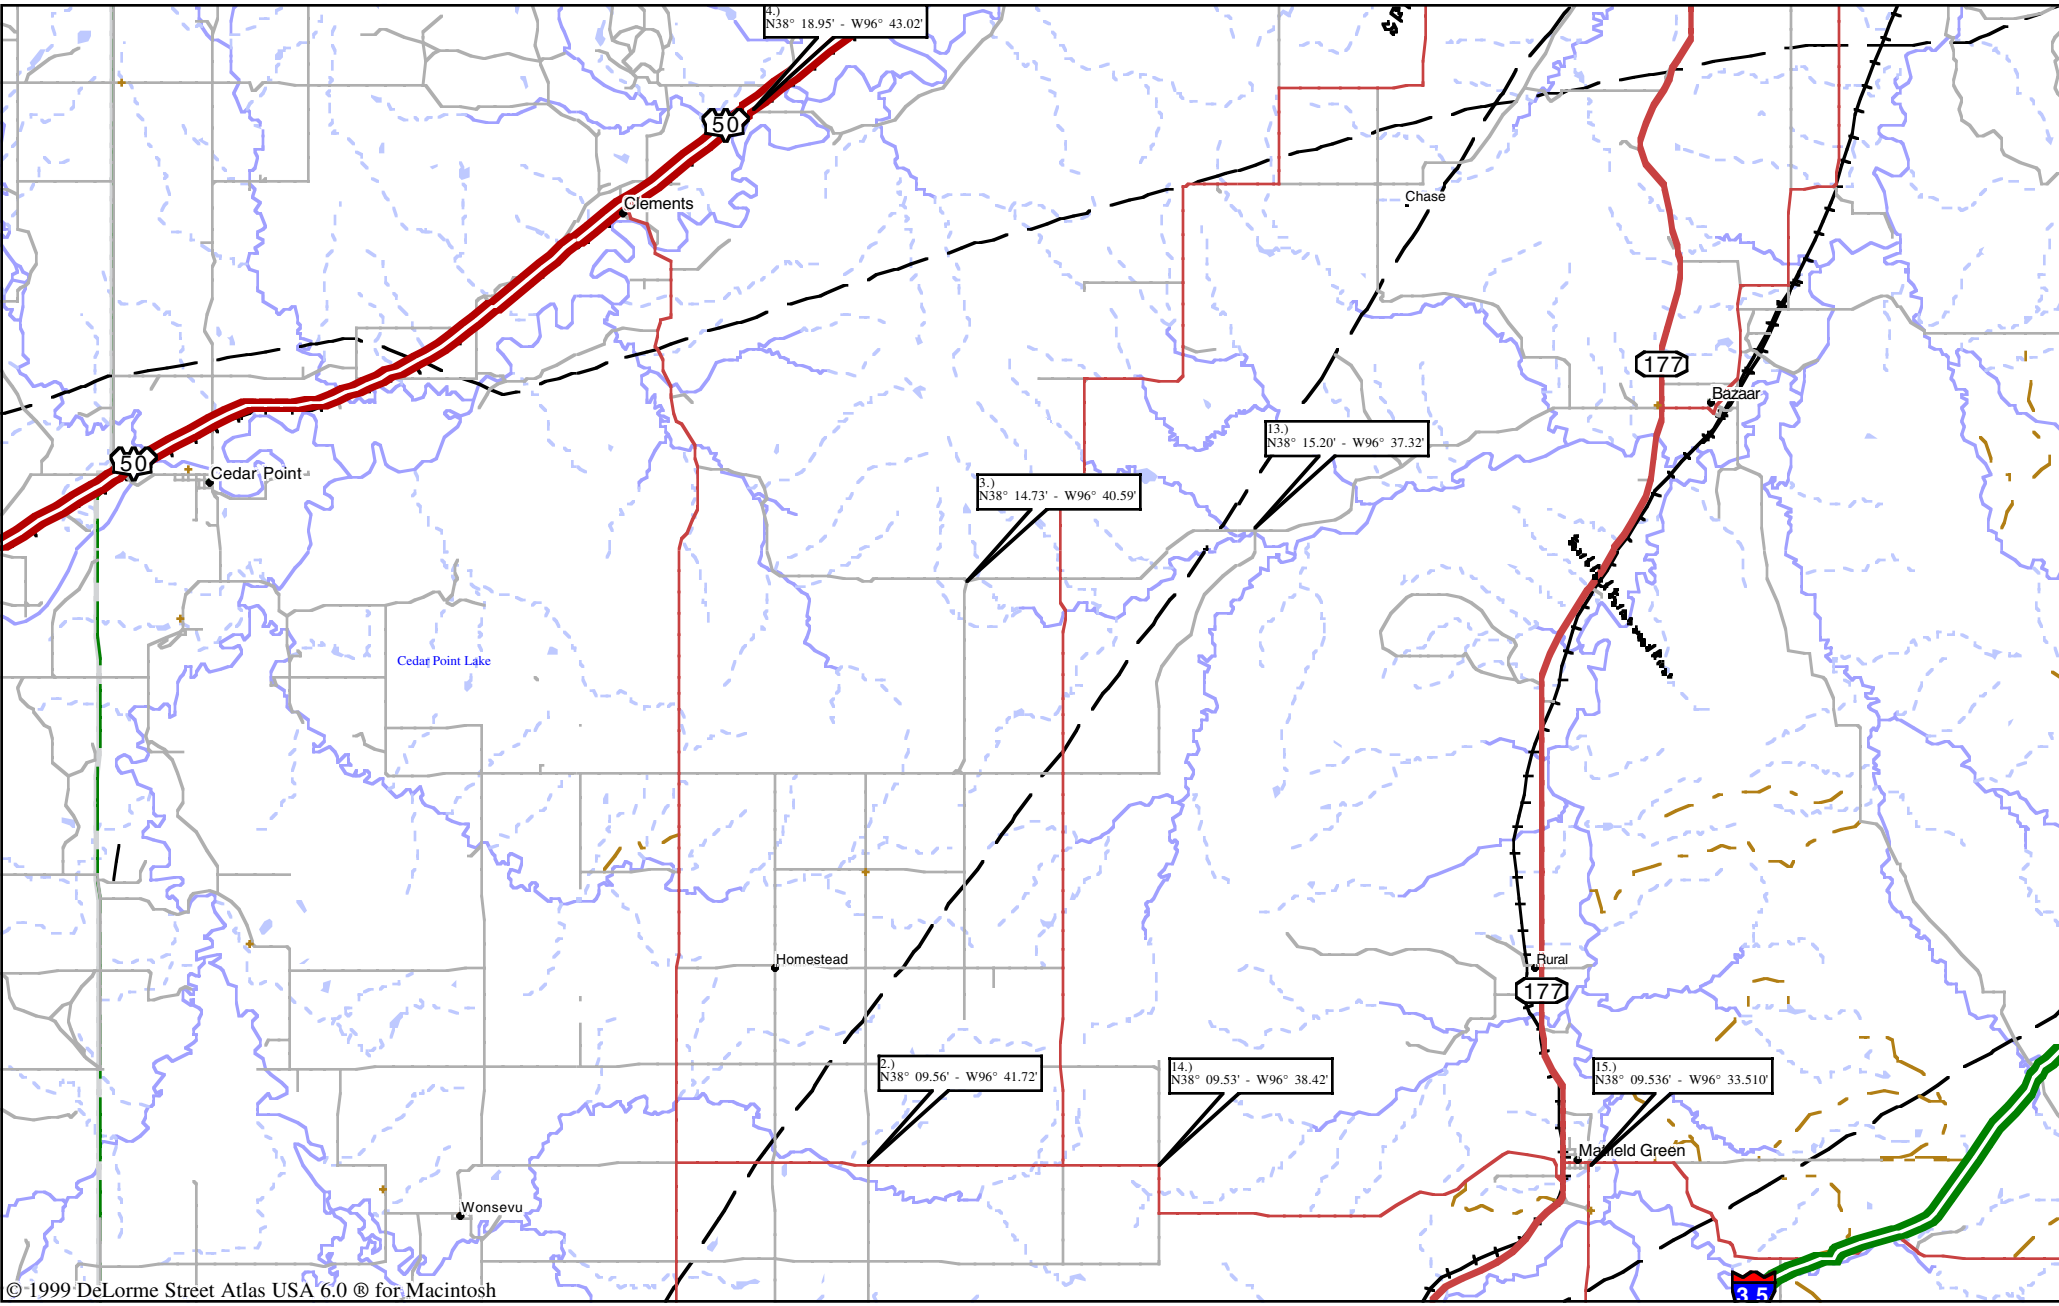 4.)
N38° 18.95' - W96° 43.02'
50
Clements
Chase
177
Bazaar
13.)
N38° 15.20' - W96° 37.32'
50
Cedar Point
3.)
N38° 14.73' - W96° 40.59'
Cedar Point Lake
Homestead
Rural
177
2.)
N38° 09.56' - W96° 41.72'
14.)
N38° 09.53' - W96° 38.42'
15.)
N38° 09.536' - W96° 33.510'
Matfield Green
Wonsevu
35
© 1999 DeLorme Street Atlas USA 6.0 ® for Macintosh